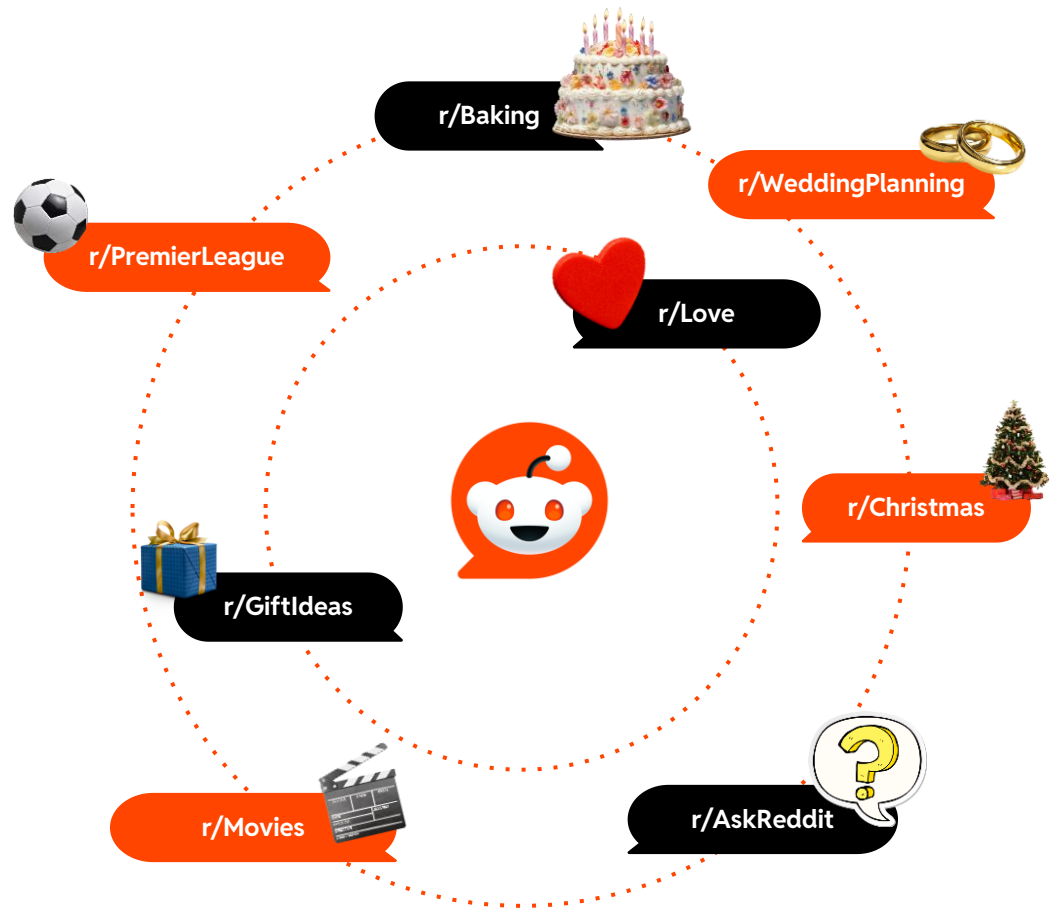 r/Baking
r/WeddingPlanning
r/PremierLeague
r/Love
r/Christmas
r/GiftIdeas
r/Movies
r/AskReddit
?